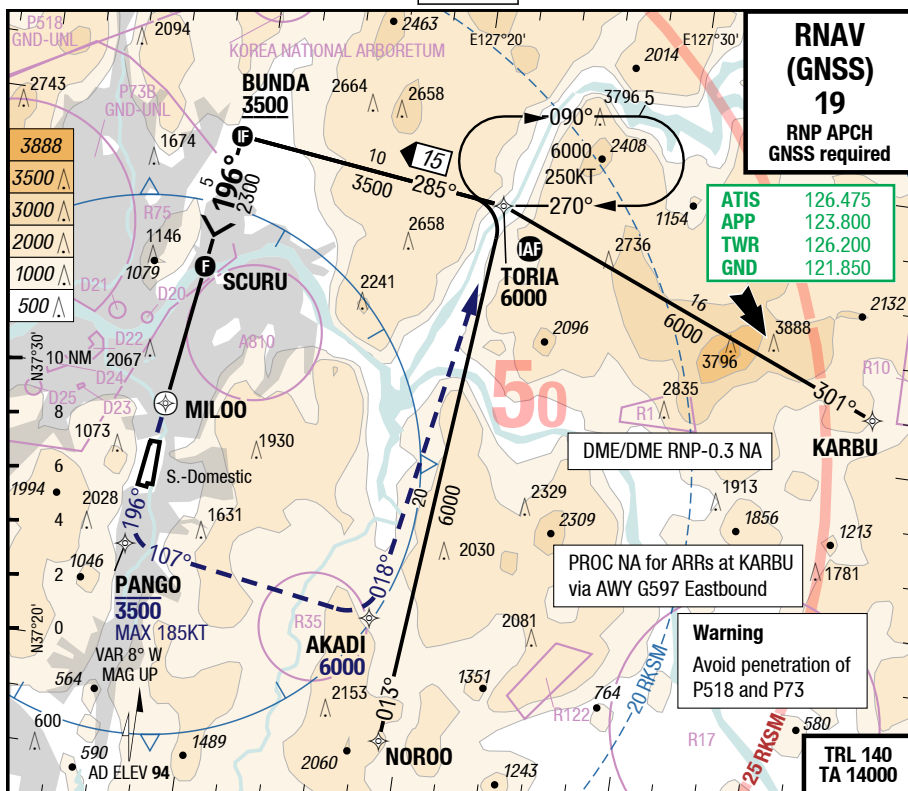 P518
GND-UNL
2094
2463
KOREA NATIONAL ARBORETUM
E127°20'
E127°30'
2014
RNAV
(GNSS)
19
RNP APCH
GNSS required
2743
P73B
GND-UNL
BUNDA
3500
2664
2658
3796 5
090°
IF
1674
3888
3500
3000
2000
1000
500
196°
5
2300
10
3500
15
285°
6000
250KT
2408
270°
1154
ATIS 126.475
APP 123.800
TWR 126.200
GND 121.850
R75
1146
1079
F
SCURU
2658
IAF
TORIA
6000
2736
D21
D20
2241
16
6000
2132
D22
2067
A810
2096
3888
3796
N37°30'
10 NM
D24
D25
D23
50
2835
R1
R10
301°
KARBU
8
MILOO
1073
1930
DME/DME RNP-0.3 NA
6
1994
S.-Domestic
2028
196°
1631
20
6000
2329
2309
1913
1856
1213
4
107°
018°
2030
PROC NA for ARRs at KARBU
via AWY G597 Eastbound
1781
1046
2
PANGO
3500
MAX 185KT
R35
AKADI
6000
2081
Warning
Avoid penetration of
P518 and P73
0
N37°20'
VAR 8° W
MAG UP
564
2153
013°
1351
R122
764
20 RKSM
R17
580
600
590
1489
2060
NOROO
1243
25 RKSM
AD ELEV 94
TRL 140
TA 14000